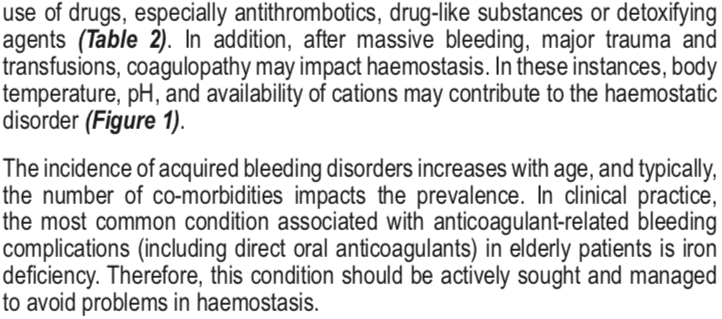 use of drugs, especially antithrombotics, drug-like substances or detoxifying
agents (Table 2). In addition, after massive bleeding, major trauma and
transfusions, coagulopathy may impact haemostasis. In these instances, body
temperature, pH, and availability of cations may contribute to the haemostatic
disorder (Figure 1).
The incidence of acquired bleeding disorders increases with age, and typically,
the number of co-morbidities impacts the prevalence. In clinical practice,
the most common condition associated with anticoagulant-related bleeding
complications (including direct oral anticoagulants) in elderly patients is iron
deficiency. Therefore, this condition should be actively sought and managed
to avoid problems in haemostasis.